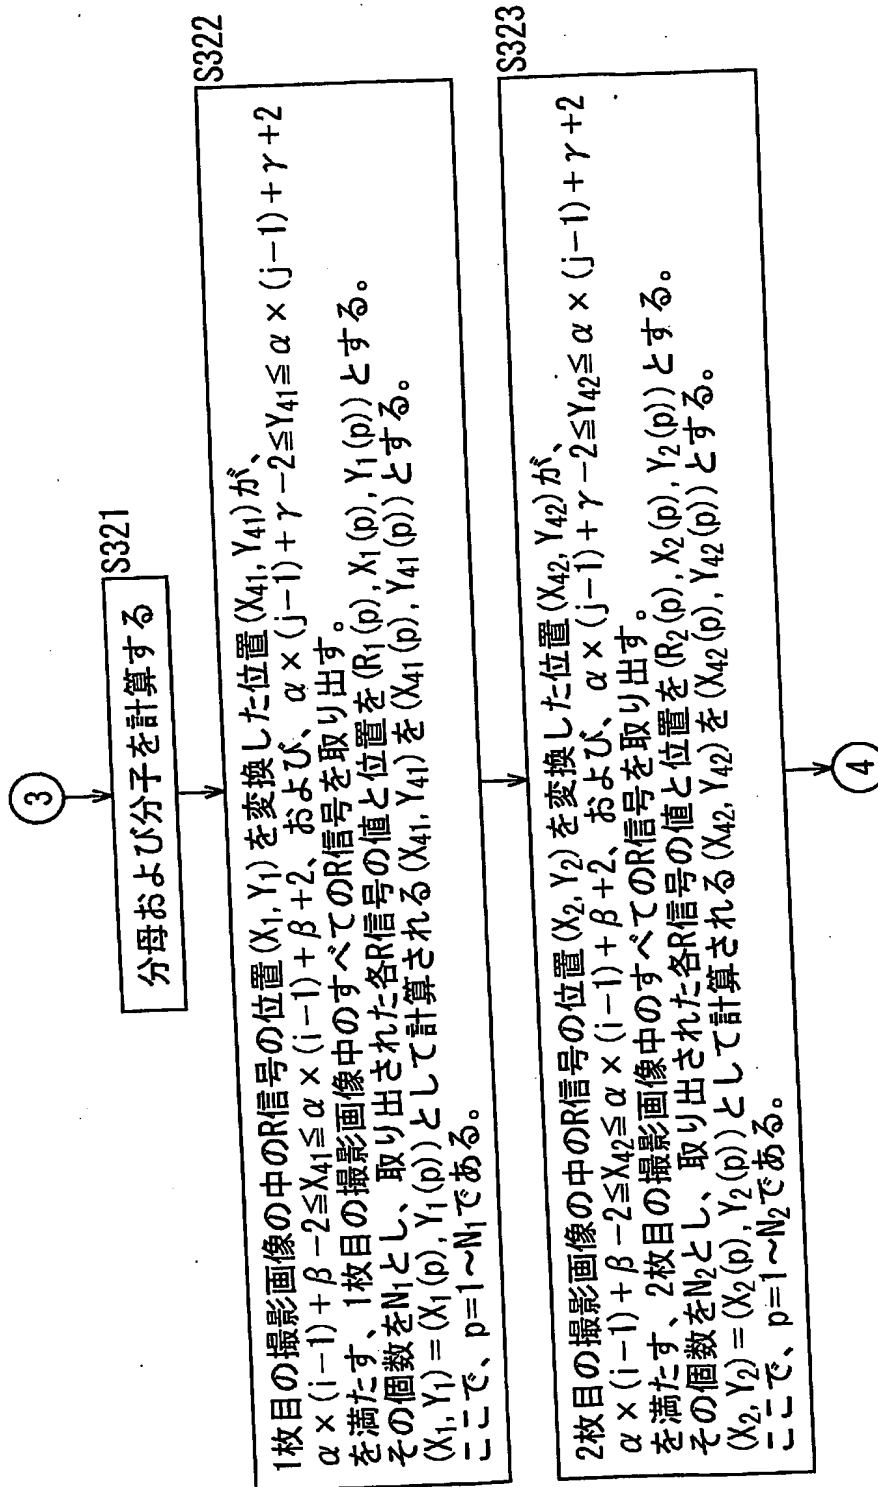 3
S321
分母および分子を計算する
S322
1枚目の撮影画像の中のR信号の位置(X₁, Y₁)を変換した位置(X₄₁, Y₄₁)が、
α×(i−1)+β−2≦X₄₁≦α×(i−1)+β+2、および、α×(j−1)+γ−2≦Y₄₁≦α×(j−1)+γ+2
を満たす、1枚目の撮影画像中のすべてのR信号を取り出す。
その個数をN₁とし、取り出された各R信号の値と位置を(R₁(p), X₁(p), Y₁(p))とする。
(X₁, Y₁)=(X₁(p), Y₁(p))として計算される(X₄₁, Y₄₁)を(X₄₁(p), Y₄₁(p))とする。
ここで、p=1~N₁である。
S323
2枚目の撮影画像の中のR信号の位置(X₂, Y₂)を変換した位置(X₄₂, Y₄₂)が、
α×(i−1)+β−2≦X₄₂≦α×(i−1)+β+2、および、α×(j−1)+γ−2≦Y₄₂≦α×(j−1)+γ+2
を満たす、2枚目の撮影画像中のすべてのR信号を取り出す。
その個数をN₂とし、取り出された各R信号の値と位置を(R₂(p), X₂(p), Y₂(p))とする。
(X₂, Y₂)=(X₂(p), Y₂(p))として計算される(X₄₂, Y₄₂)を(X₄₂(p), Y₄₂(p))とする。
ここで、p=1~N₂である。
4